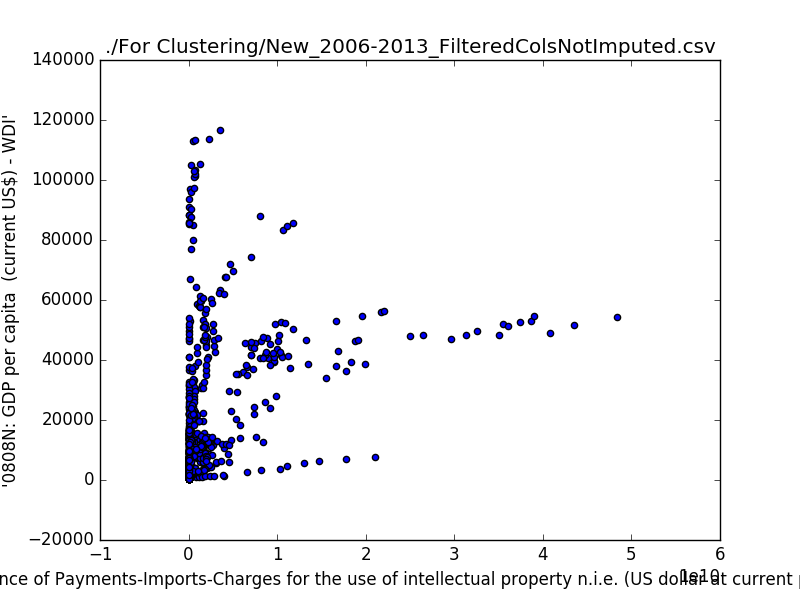 ./For Clustering/New_2006-2013_FilteredColsNotImputed.csv
140000
120000
100000
80000
60000
40000
20000
0
−20000
'0808N: GDP per capita  (current US$) - WDI'
−1 0 1 2 3 4 5 6
1e10
nce of Payments-Imports-Charges for the use of intellectual property n.i.e. (US dollar at current p